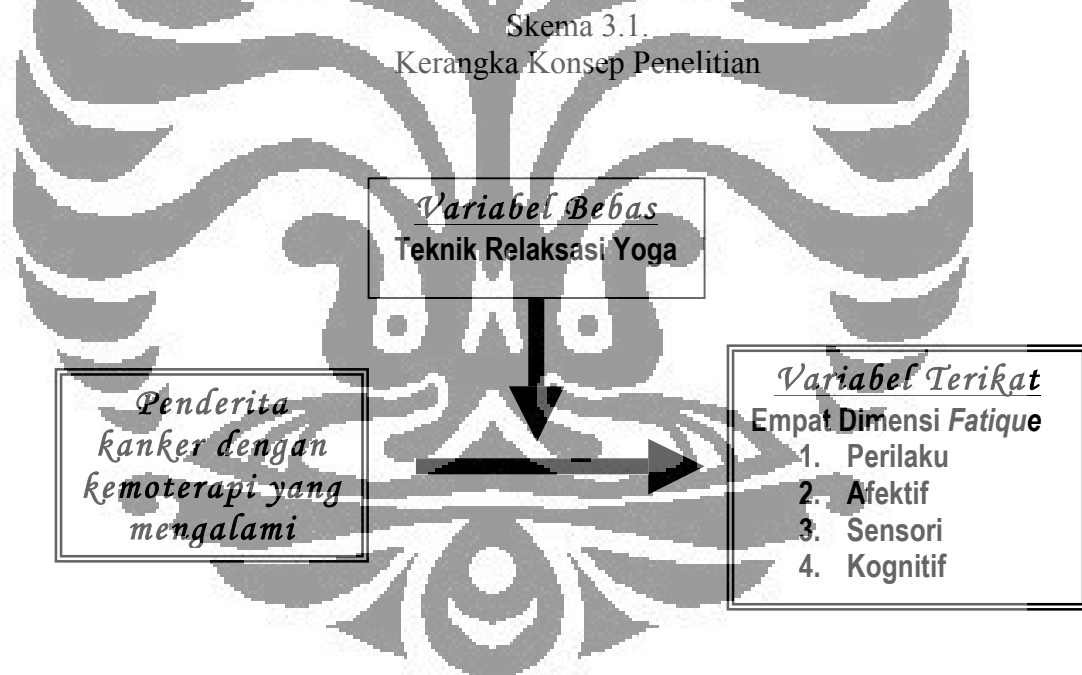 Skema 3.1.
Kerangka Konsep Penelitian
Variabel Bebas
Teknik Relaksasi Yoga
Penderita
kanker dengan
kemoterapi yang
mengalami
Variabel Terikat
Empat Dimensi Fatique
1. Perilaku
2. Afektif
3. Sensori
4. Kognitif